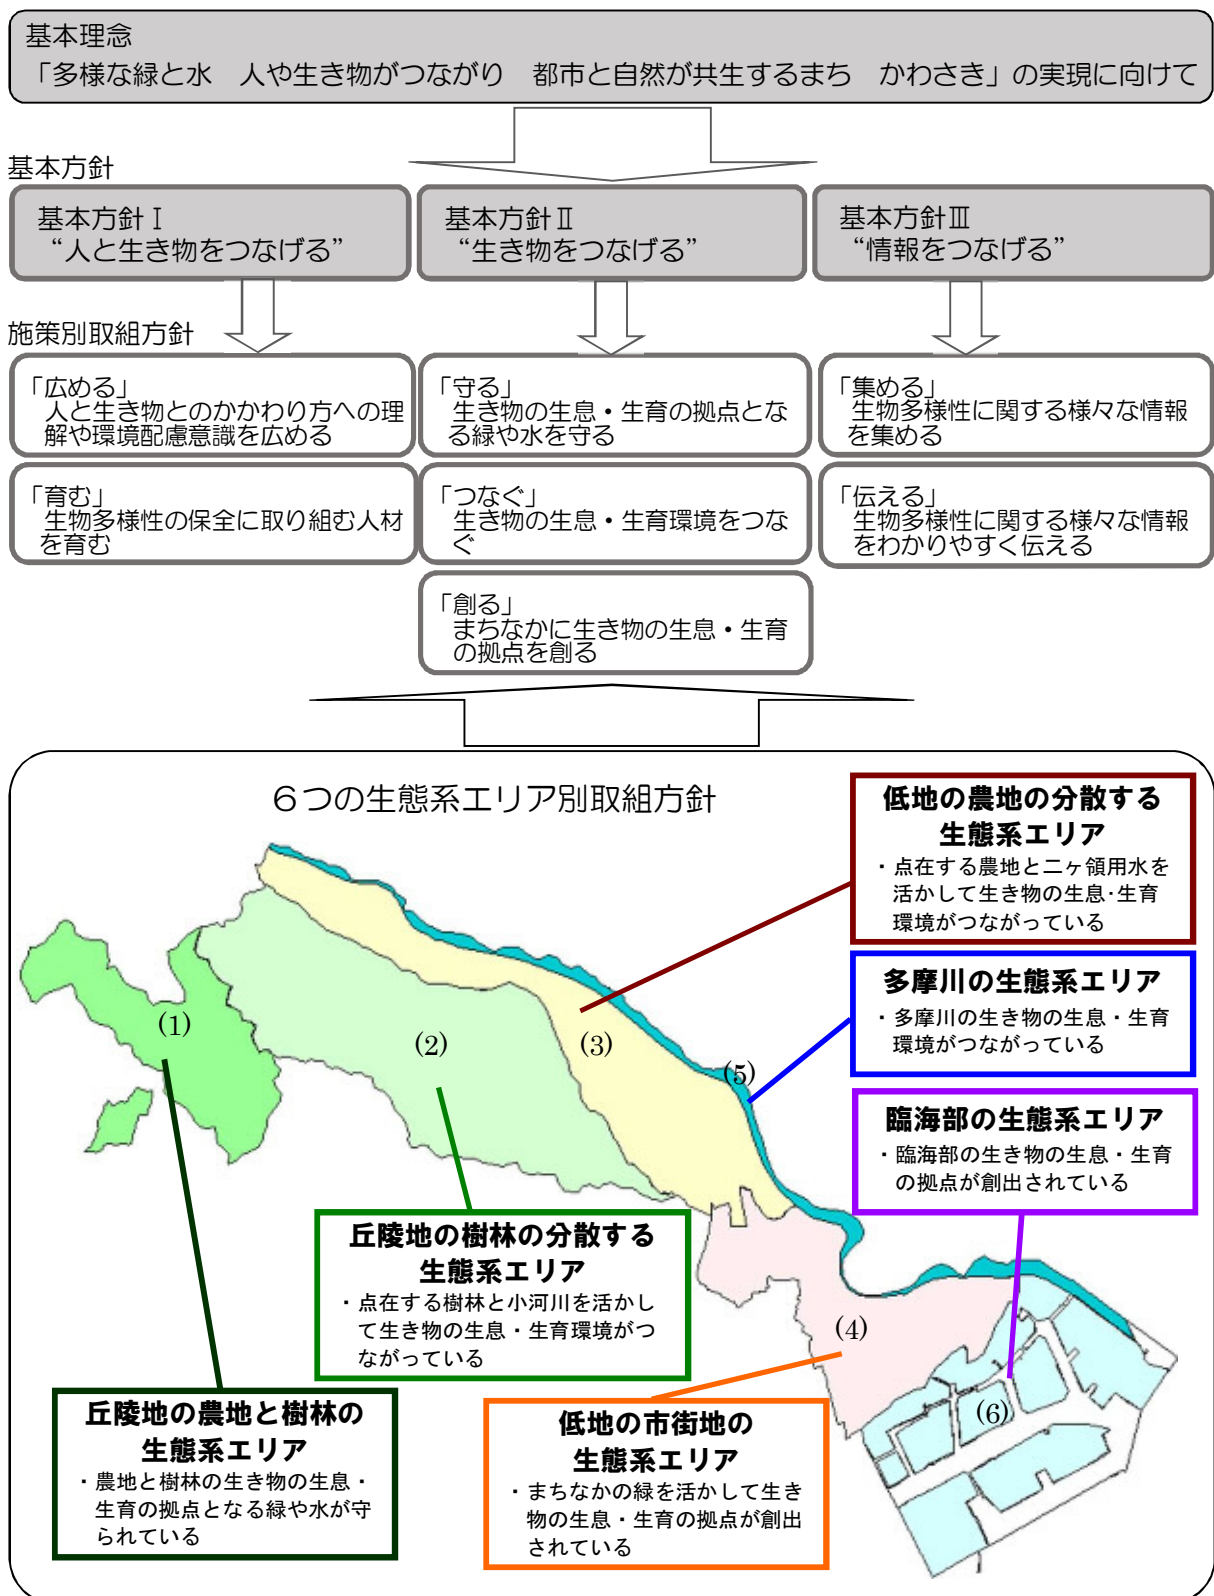 基本理念
「多様な緑と水　人や生き物がつながり　都市と自然が共生するまち　かわさき」の実現に向けて
基本方針
基本方針Ⅰ
“人と生き物をつなげる”
基本方針Ⅱ
“生き物をつなげる”
基本方針Ⅲ
“情報をつなげる”
施策別取組方針
「広める」
人と生き物とのかかわり方への理
解や環境配慮意識を広める
「守る」
生き物の生息・生育の拠点とな
る緑や水を守る
「集める」
生物多様性に関する様々な情報
を集める
「育む」
生物多様性の保全に取り組む人材
を育む
「つなぐ」
生き物の生息・生育環境をつな
ぐ
「伝える」
生物多様性に関する様々な情報
をわかりやすく伝える
「創る」
まちなかに生き物の生息・生育
の拠点を創る
６つの生態系エリア別取組方針
低地の農地の分散する
生態系エリア
・点在する農地と二ヶ領用水を
活かして生き物の生息・生育
環境がつながっている
多摩川の生態系エリア
・多摩川の生き物の生息・生育
環境がつながっている
臨海部の生態系エリア
・臨海部の生き物の生息・生育
の拠点が創出されている
(1)
(2)
(3)
(5)
(4)
(6)
丘陵地の樹林の分散する
生態系エリア
・点在する樹林と小河川を活かし
て生き物の生息・生育環境がつ
ながっている
丘陵地の農地と樹林の
生態系エリア
・農地と樹林の生き物の生息・
生育の拠点となる緑や水が守
られている
低地の市街地の
生態系エリア
・まちなかの緑を活かして生き
物の生息・生育の拠点が創出
されている